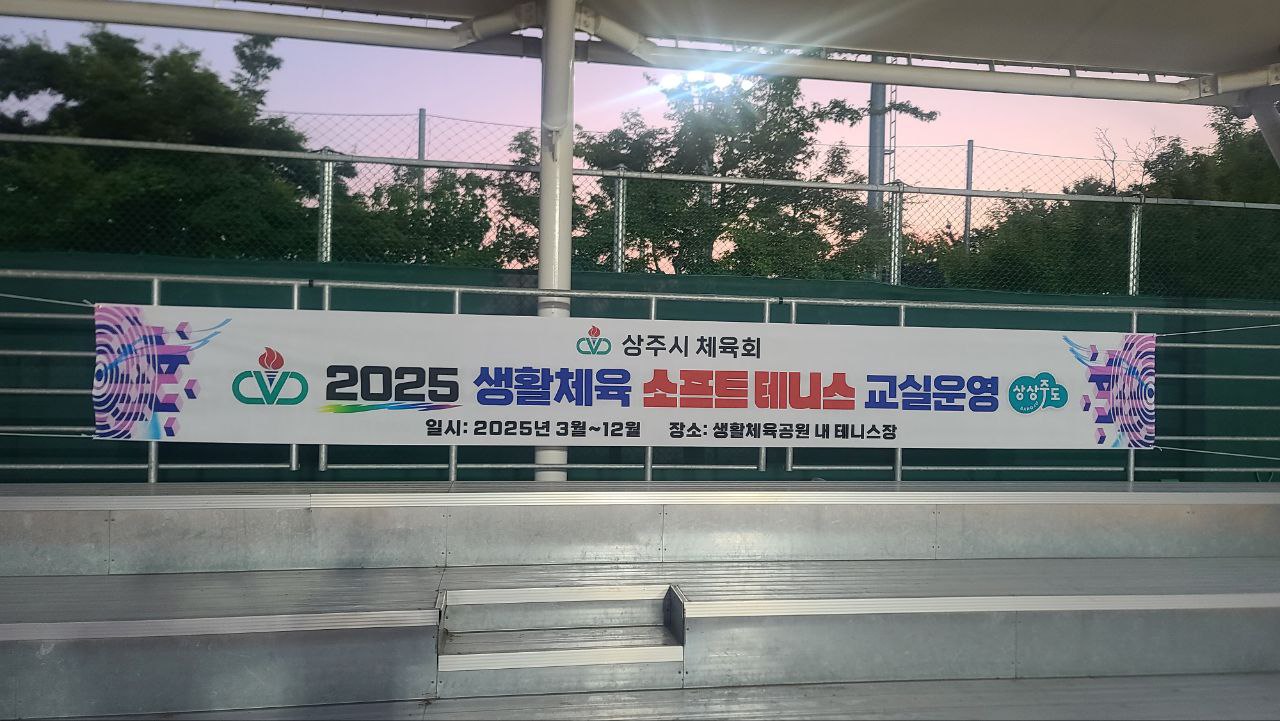 상주시 체육회
2025 생활체육 소프트테니스 교실운영 상상주도
일시: 2025년 3월~12월 장소: 생활체육공원 내 테니스장